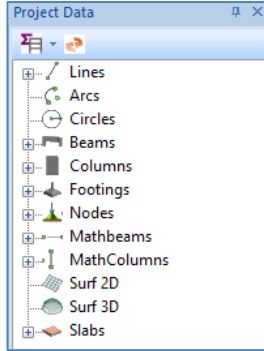 Project Data
Lines
Arcs
Circles
Beams
Columns
Footings
Nodes
Mathbeams
MathColumns
Surf 2D
Surf 3D
Slabs